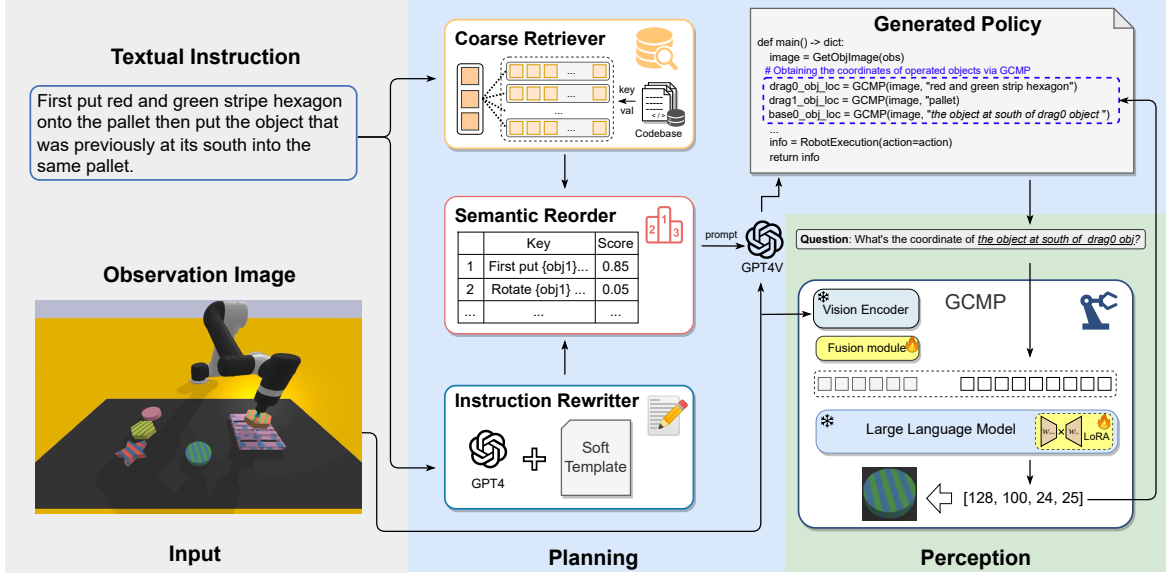 Textual Instruction
First put red and green stripe hexagon
onto the pallet then put the object that
was previously at its south into the
same pallet.
Observation Image
Input
Coarse Retriever
...
...
...
...
key
val
</>
Codebase
Semantic Reorder
2 1 3
Key Score
1 First put {obj1}... 0.85
2 Rotate {obj1} ... 0.05
... ... ...
Instruction Rewritter
GPT4
Soft
Template
Planning
prompt
GPT4V
Generated Policy
def main() -> dict:
image = GetObjImage(obs)
# Obtaining the coordinates of operated objects via GCMP
drag0_obj_loc = GCMP(image, "red and green strip hexagon")
drag1_obj_loc = GCMP(image, "pallet)
base0_obj_loc = GCMP(image, "the object at south of drag0 object ")
...
info = RobotExecution(action=action)
return info
Question: What's the coordinate of the object at south of drag0 obj?
GCMP
Vision Encoder
Fusion module
Large Language Model
LoRA
[128, 100, 24, 25]
Perception